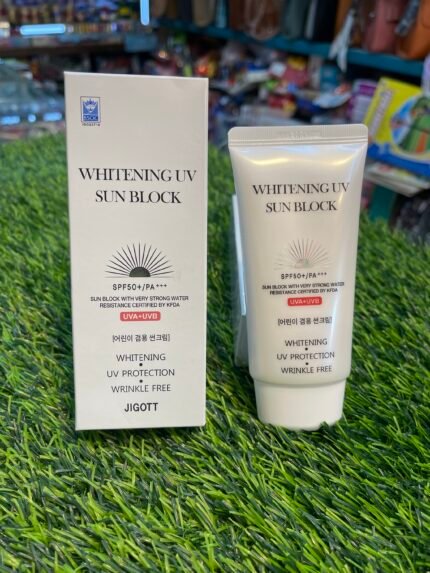 WHITENING UV
SUN BLOCK
SPF50+/PA+++
SUN BLOCK WITH VERY STRONG WATER
RESISTANCE CERTIFIED BY KFDA
UVA+UVB
[어린이 겸용 썬크림]
WHITENING
•
UV PROTECTION
•
WRINKLE FREE
JIGOTT
WHITENING UV
SUN BLOCK
SPF50+/PA+++
SUN BLOCK WITH VERY STRONG WATER
RESISTANCE CERTIFIED BY KFDA
UVA+UVB
[어린이 겸용 썬크림]
WHITENING
•
UV PROTECTION
•
WRINKLE FREE